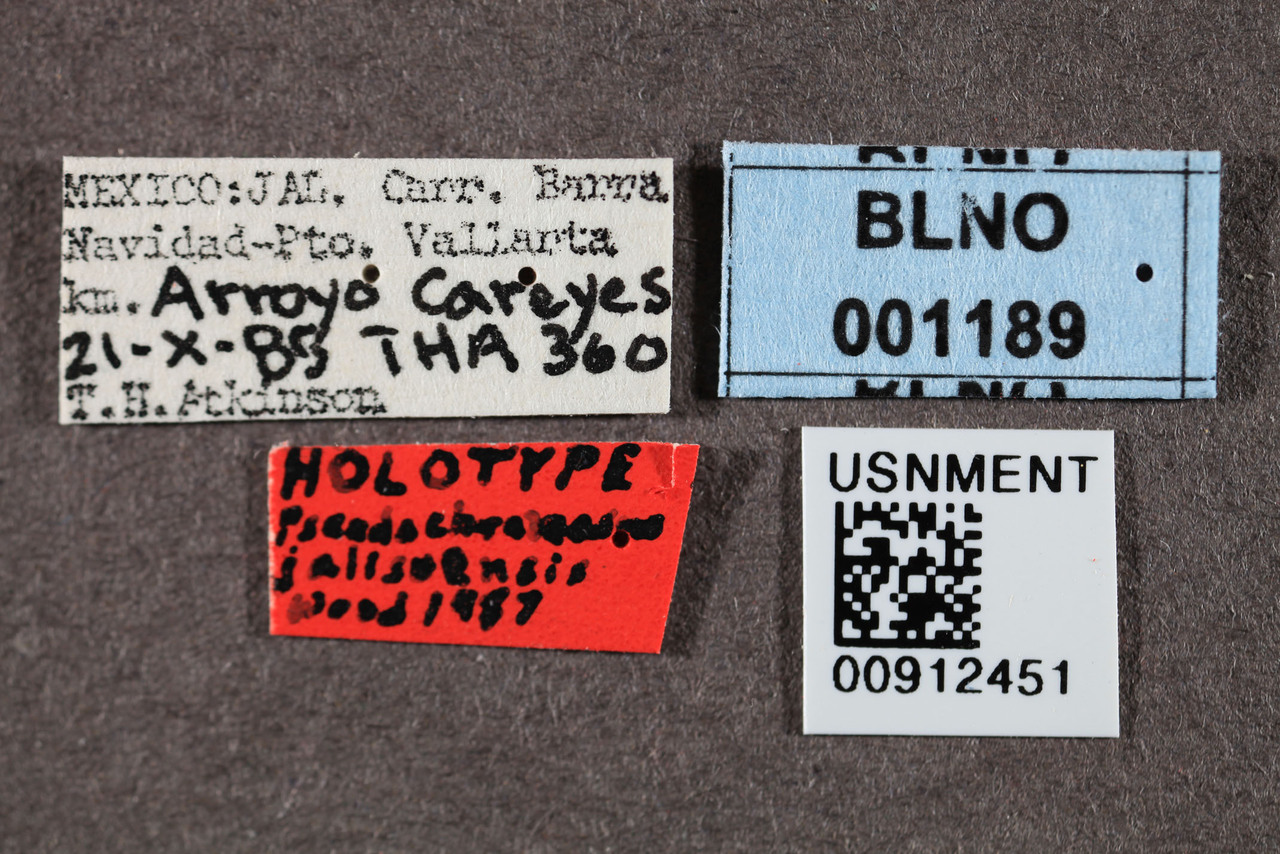 MEXICO:JAL. Carr. Barra
Navidad-Pto. Vallarta
km. Arroyo Careyes
21-X-85 THA 360
T.H.Atkinson
BLNO
001189
HOLOTYPE
jalisoensis
Wood 1987
USNMENT
00912451